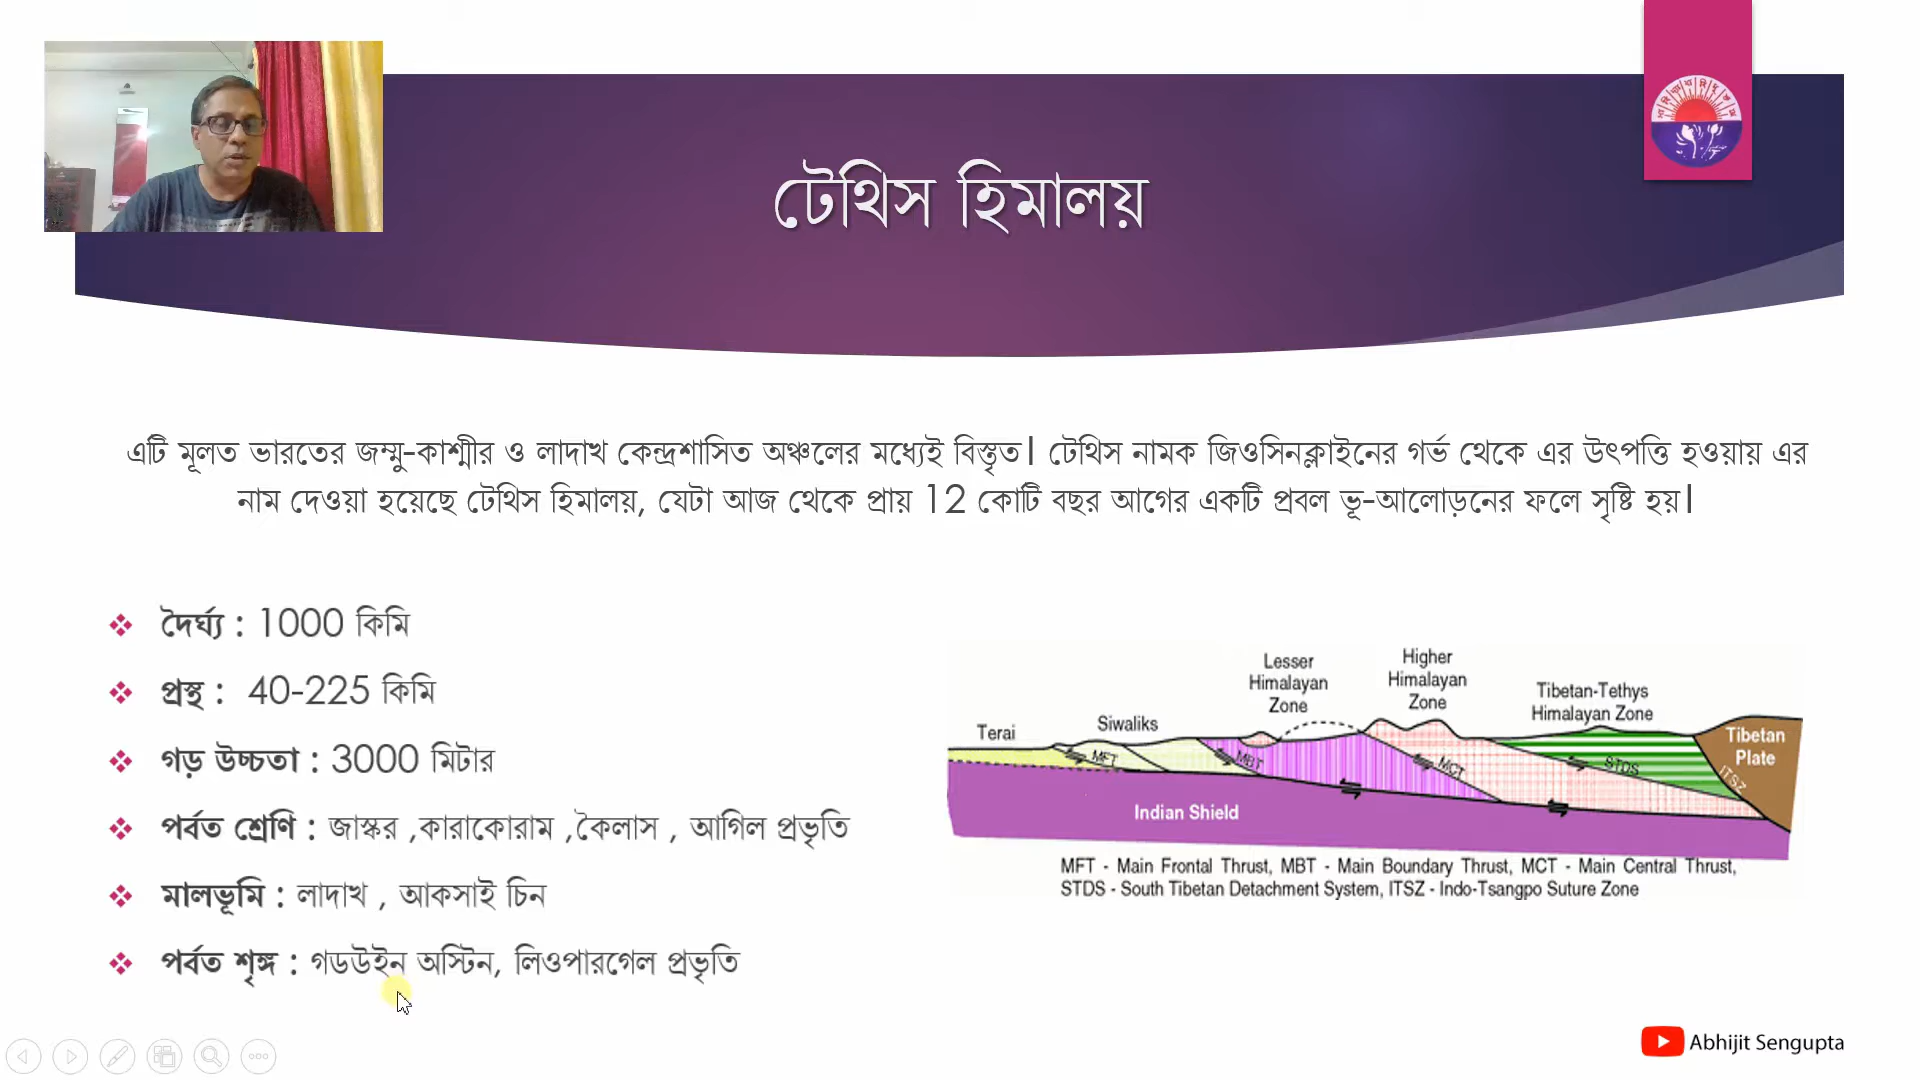 টেথিস হিমালয়
এটি মূলত ভারতের জম্মু-কাশ্মীর ও লাদাখ কেন্দ্রশাসিত অঞ্চলের মধ্যেই বিস্তৃত। টেথিস নামক জিওসিনক্লাইনের গর্ভ থেকে এর উৎপত্তি হওয়ায় এর
নাম দেওয়া হয়েছে টেথিস হিমালয়, যেটা আজ থেকে প্রায় 12 কোটি বছর আগের একটি প্রবল ভূ-আলোড়নের ফলে সৃষ্টি হয়।
❖ দৈর্ঘ্য : 1000 কিমি
❖ প্রস্থ : 40-225 কিমি
❖ গড় উচ্চতা : 3000 মিটার
❖ পর্বত শ্রেণি : জাস্কর ,কারাকোরাম ,কৈলাস , আগিল প্রভৃতি
❖ মালভূমি : লাদাখ , আকসাই চিন
❖ পর্বত শৃঙ্গ : গডউইন অস্টিন, লিওপারগেল প্রভৃতি
Terai
Siwaliks
Lesser
Himalayan
Zone
Higher
Himalayan
Zone
Tibetan-Tethys
Himalayan Zone
Tibetan
Plate
MFT
MBT
MCT
STDS
ITSZ
Indian Shield
MFT - Main Frontal Thrust, MBT - Main Boundary Thrust, MCT - Main Central Thrust,
STDS - South Tibetan Detachment System, ITSZ - Indo-Tsangpo Suture Zone
Abhijit Sengupta